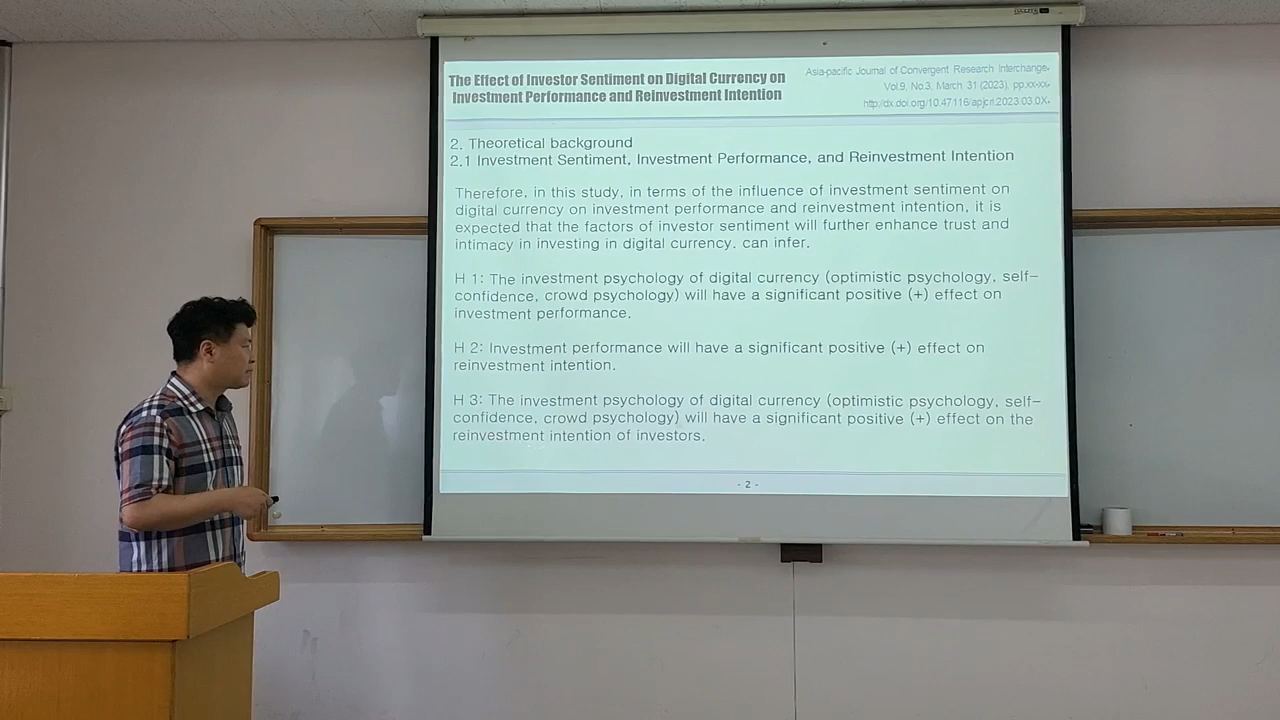 The Effect of Investor Sentiment on Digital Currency on
Investment Performance and Reinvestment Intention
Asia-pacific Journal of Convergent Research Interchange
Vol.9, No.3, March 31 (2023), pp.xx-xx
http://dx.doi.org/10.47116/apjcri.2023.03.0X
2. Theoretical background
2.1 Investment Sentiment, Investment Performance, and Reinvestment Intention
Therefore, in this study, in terms of the influence of investment sentiment on
digital currency on investment performance and reinvestment intention, it is
expected that the factors of investor sentiment will further enhance trust and
intimacy in investing in digital currency. can infer.
H 1: The investment psychology of digital currency (optimistic psychology, self-
confidence, crowd psychology) will have a significant positive (+) effect on
investment performance.
H 2: Investment performance will have a significant positive (+) effect on
reinvestment intention.
H 3: The investment psychology of digital currency (optimistic psychology, self-
confidence, crowd psychology) will have a significant positive (+) effect on the
reinvestment intention of investors.
- 2 -